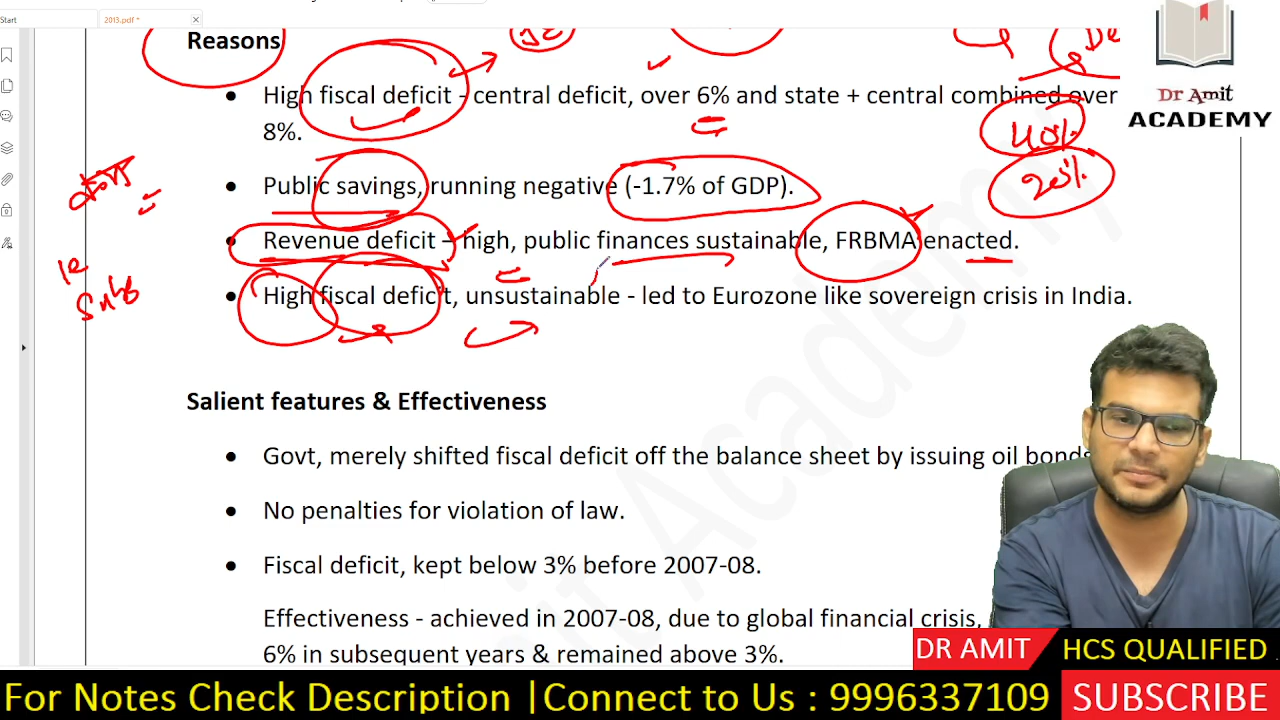 Start
2013.pdf *
Reasons
High fiscal deficit - central deficit, over 6% and state + central combined over
8%.
40%
20%
Public savings, running negative (-1.7% of GDP).
Revenue deficit - high, public finances sustainable, FRBMA enacted.
High fiscal deficit, unsustainable - led to Eurozone like sovereign crisis in India.
Salient features & Effectiveness
Govt, merely shifted fiscal deficit off the balance sheet by issuing oil bonds
No penalties for violation of law.
Fiscal deficit, kept below 3% before 2007-08.
Effectiveness - achieved in 2007-08, due to global financial crisis,
6% in subsequent years & remained above 3%.
Dr Amit
ACADEMY
DR AMIT HCS QUALIFIED
For Notes Check Description |Connect to Us : 9996337109 SUBSCRIBE